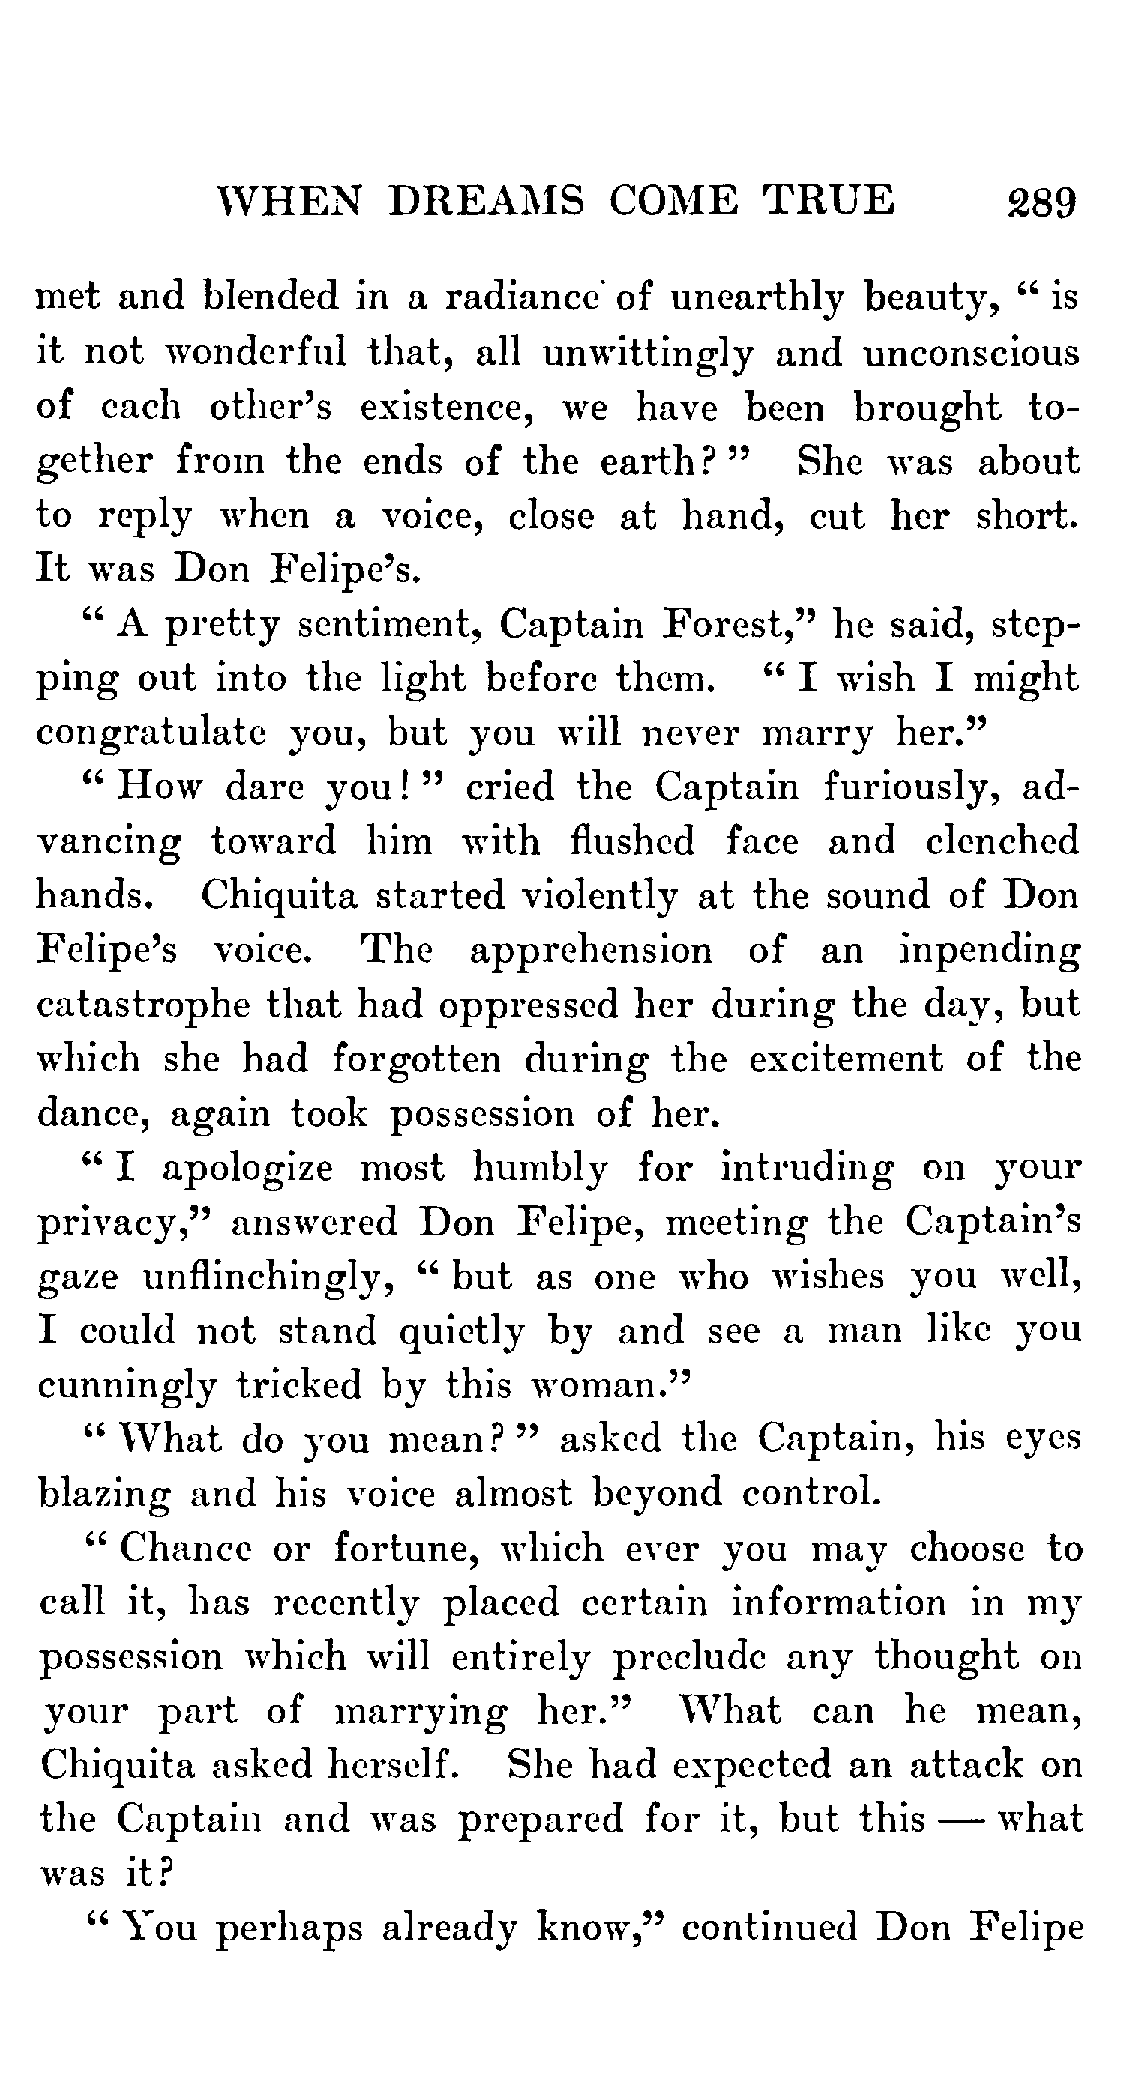 WHEN DREAMS COME TRUE 289
met and blended in a radiance of unearthly beauty, “ is
it not wonderful that, all unwittingly and unconscious
of each other’s existence, we have been brought to-
gether from the ends of the earth? ” She was about
to reply when a voice, close at hand, cut her short.
It was Don Felipe’s.
“ A pretty sentiment, Captain Forest,” he said, step-
ping out into the light before them. “ I wish I might
congratulate you, but you will never marry her.”
“ How dare you! ” cried the Captain furiously, ad-
vancing toward him with flushed face and clenched
hands. Chiquita started violently at the sound of Don
Felipe’s voice. The apprehension of an inpending
catastrophe that had oppressed her during the day, but
which she had forgotten during the excitement of the
dance, again took possession of her.
“ I apologize most humbly for intruding on your
privacy,” answered Don Felipe, meeting the Captain’s
gaze unflinchingly, “ but as one who wishes you well,
I could not stand quietly by and see a man like you
cunningly tricked by this woman.”
“ What do you mean? ” asked the Captain, his eyes
blazing and his voice almost beyond control.
“ Chance or fortune, which ever you may choose to
call it, has recently placed certain information in my
possession which will entirely preclude any thought on
your part of marrying her.” What can he mean,
Chiquita asked herself. She had expected an attack on
the Captain and was prepared for it, but this — what
was it?
“ You perhaps already know,” continued Don Felipe